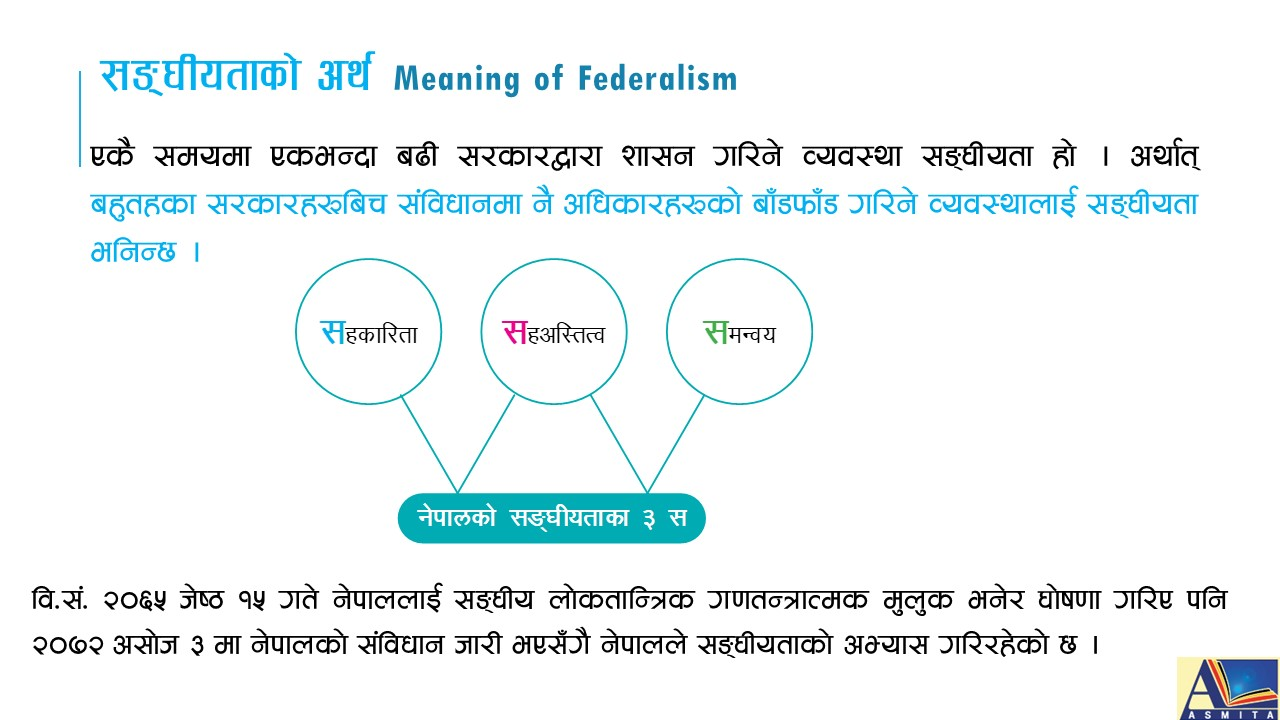 सङ्घीयताको अर्थ Meaning of Federalism
एकै समयमा एकभन्दा बढी सरकारद्वारा शासन गरिने व्यवस्था सङ्घीयता हो । अर्थात्
बहुतहका सरकारहरुबिच संविधानमा नै अधिकारहरुको बाँडफाँड गरिने व्यवस्थालाई सङ्घीयता
भनिन्छ ।
सहकारिता
सहअस्तित्व
समन्वय
नेपालको सङ्घीयताका ३ स
वि.सं. २०६५ जेष्ठ १५ गते नेपाललाई सङ्घीय लोकतान्त्रिक गणतन्त्रात्मक मुलुक भनेर घोषणा गरिए पनि
२०७२ असोज ३ मा नेपालको संविधान जारी भएसँगै नेपालले सङ्घीयताको अभ्यास गरिरहेको छ ।
ASMITA